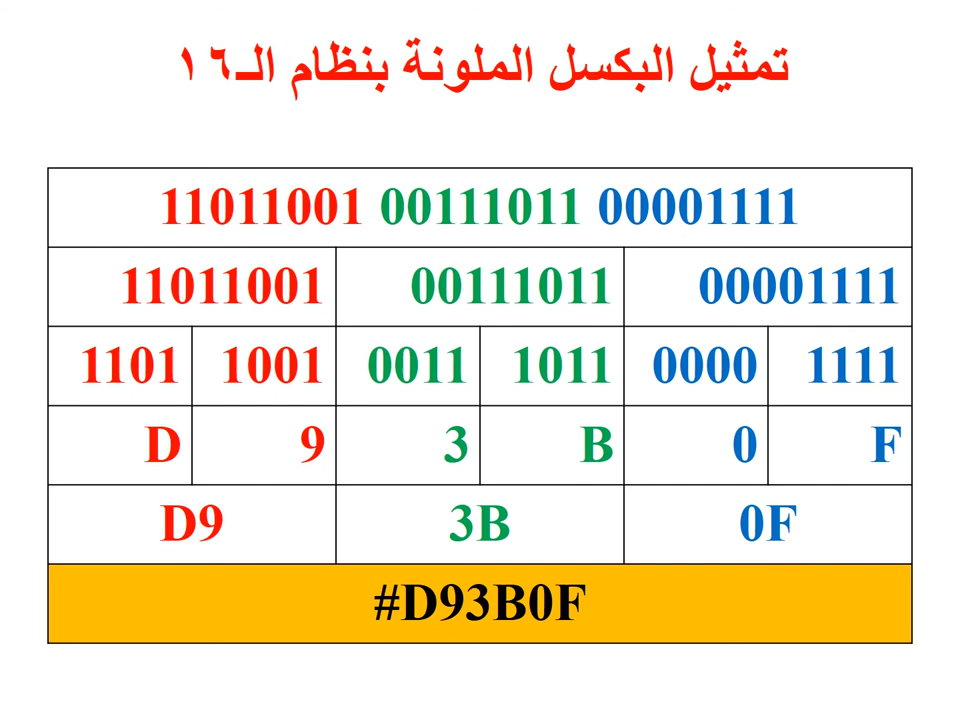 تمثيل البكسل الملونة بنظام الـ١٦
11011001 00111011 00001111
11011001 00111011 00001111
1101 1001 0011 1011 0000 1111
D 9 3 B 0 F
D9 3B 0F
#D93B0F